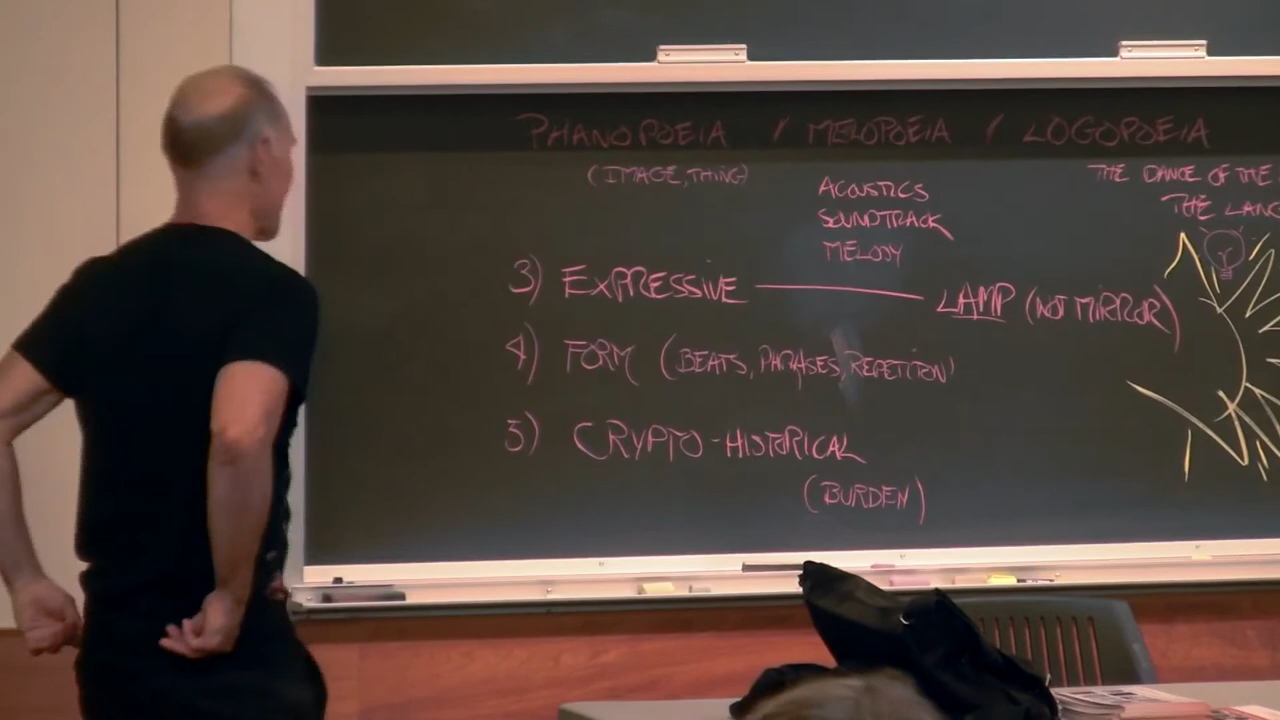 PHANOPOEIA / MELOPOEIA / LOGOPOEIA
(IMAGE, THING)
ACOUSTICS
SOUNDTRACK
MELODY
THE DANCE OF THE
THE
3) EXPRESSIVE — LAMP (NOT MIRROR)
4) FORM (BEATS, PHRASES, REPETITION)
5) CRYPTO-HISTORICAL
(BURDEN)